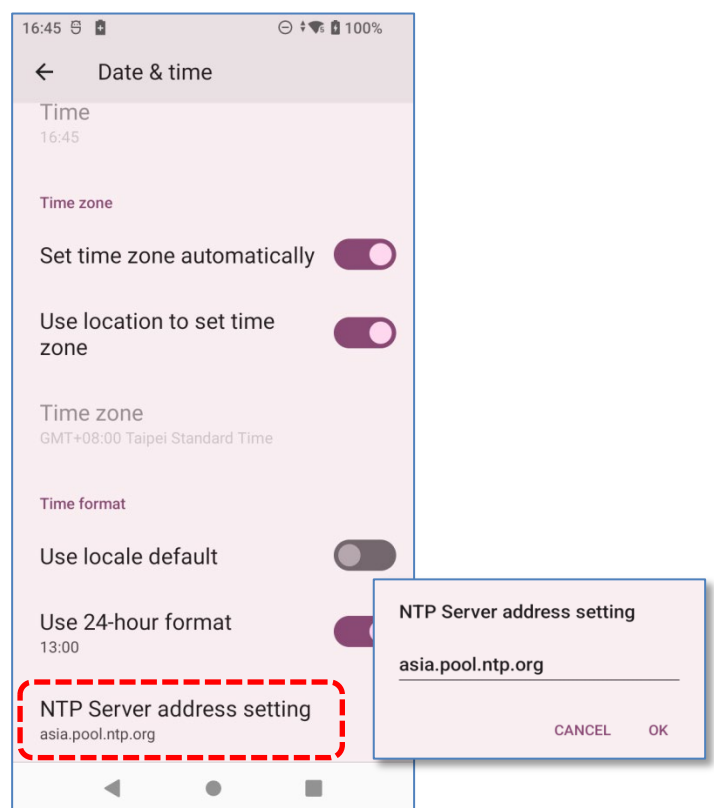 16:45 100%
Date & time
Time
16:45
Time zone
Set time zone automatically
Use location to set time
zone
Time zone
GMT+08:00 Taipei Standard Time
Time format
Use locale default
Use 24-hour format
13:00
NTP Server address setting
asia.pool.ntp.org
NTP Server address setting
asia.pool.ntp.org
CANCEL OK